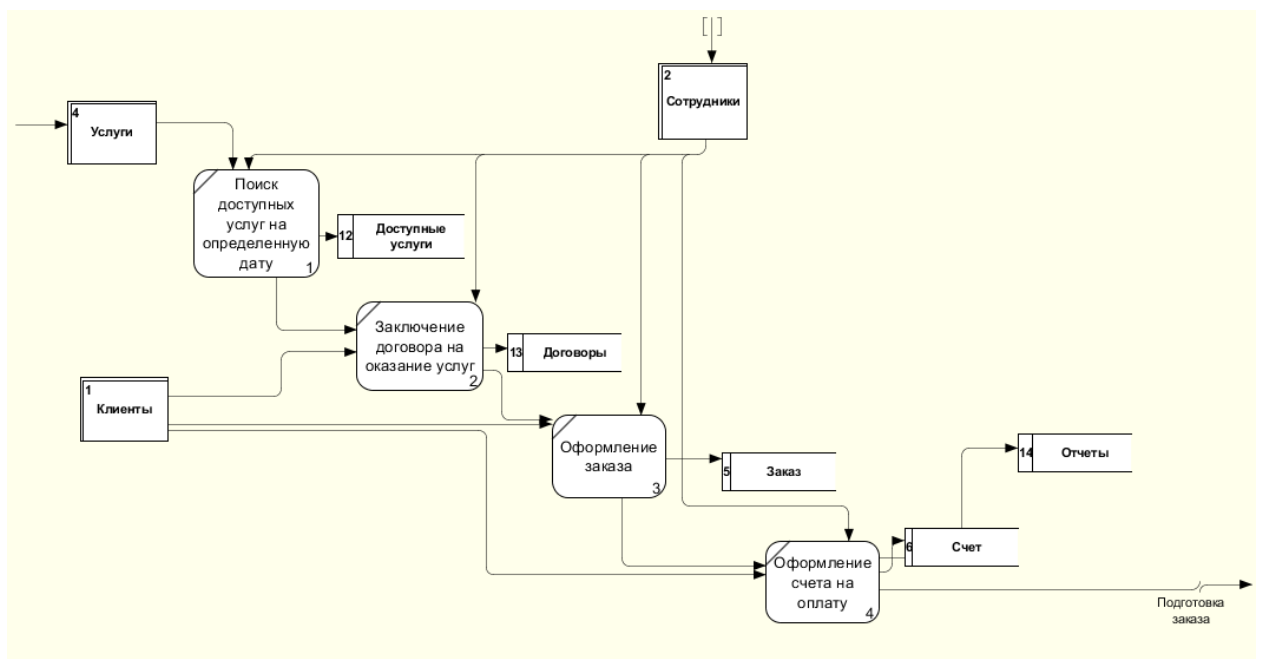 [ ]
2
Сотрудники
4
Услуги
Поиск
доступных
услуг на
определенную
дату
1
12
Доступные
услуги
Заключение
договора на
оказание услуг
2
13
Договоры
1
Клиенты
Оформление
заказа
3
5
Заказ
14
Отчеты
6
Счет
Оформление
счета на
оплату
4
Подготовка
заказа